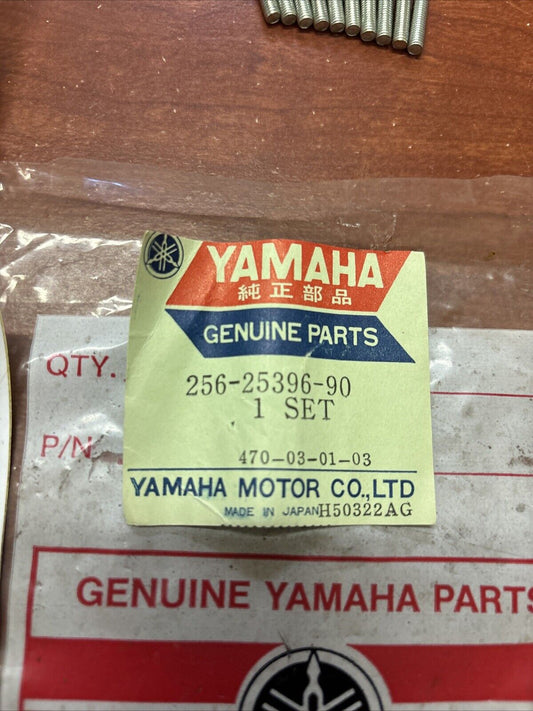 YAMAHA
純正部品
GENUINE PARTS
256-25396-90
1 SET
470-03-01-03
YAMAHA MOTOR CO.,LTD
MADE IN JAPAN H50322AG
QTY.
P/N
GENUINE YAMAHA PARTS